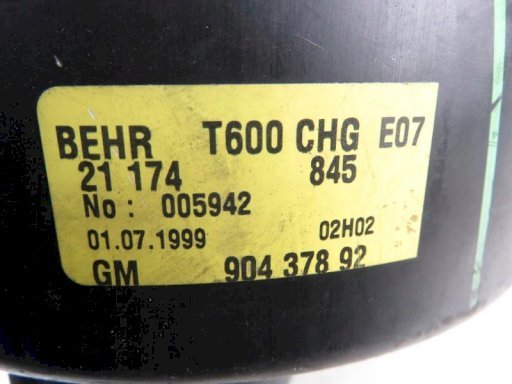 BEHR T600 CHG E07
21 174 845
No : 005942
01.07.1999 02H02
GM 904 378 92